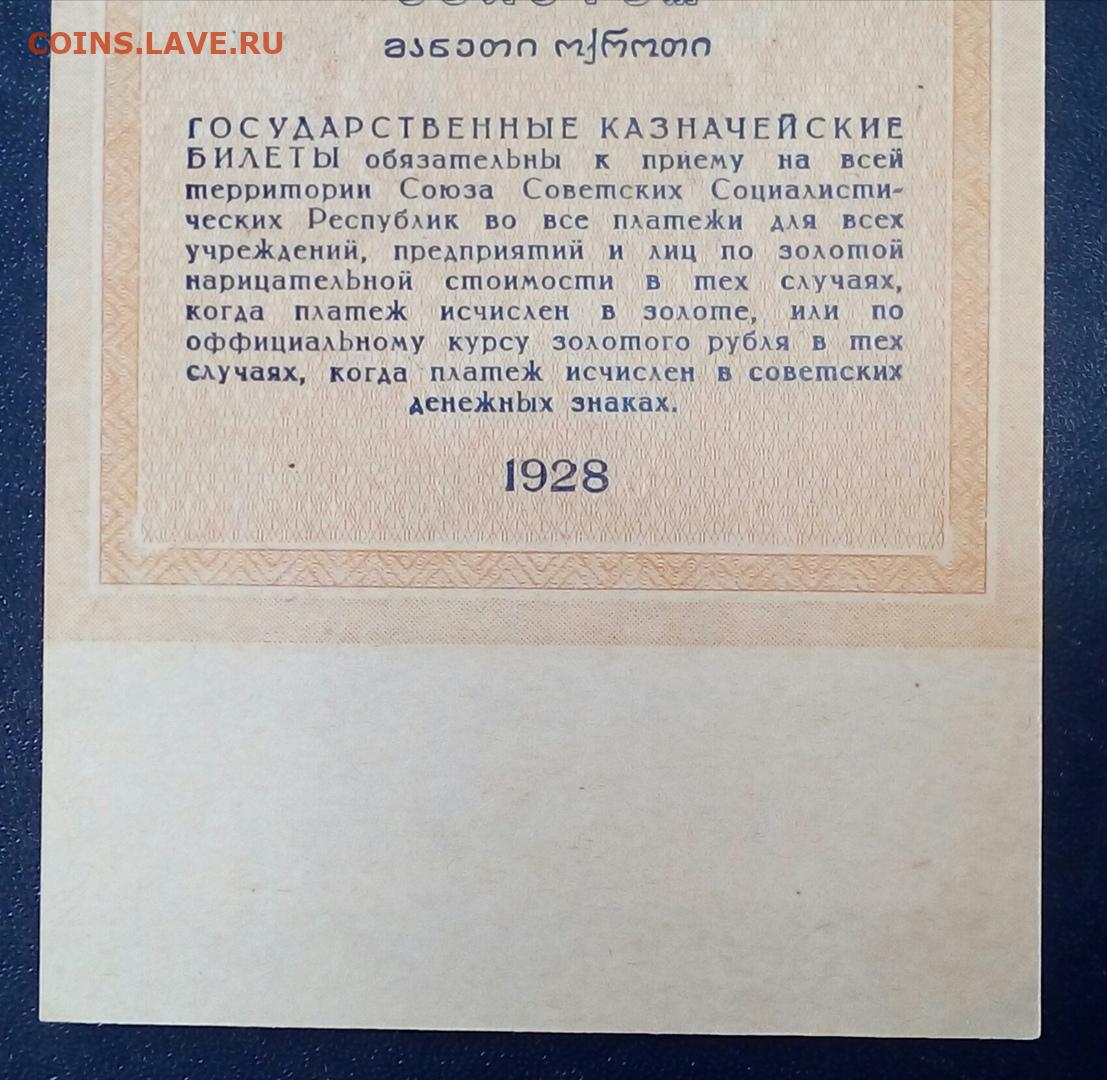 COINS.LAVE.RU
მანეთი ოქროთი
ГОСУДАРСТВЕННЫЕ КАЗНАЧЕЙСКИЕ
БИЛЕТЫ обязательны к приему на всей
территории Союза Советских Социалисти-
ческих Республик во все платежи для всех
учреждений, предприятий и лиц по золотой
нарицательной стоимости в тех случаях,
когда платеж исчислен в золоте, или по
оффициальному курсу золотого рубля в тех
случаях, когда платеж исчислен в советских
денежных знаках.
1928